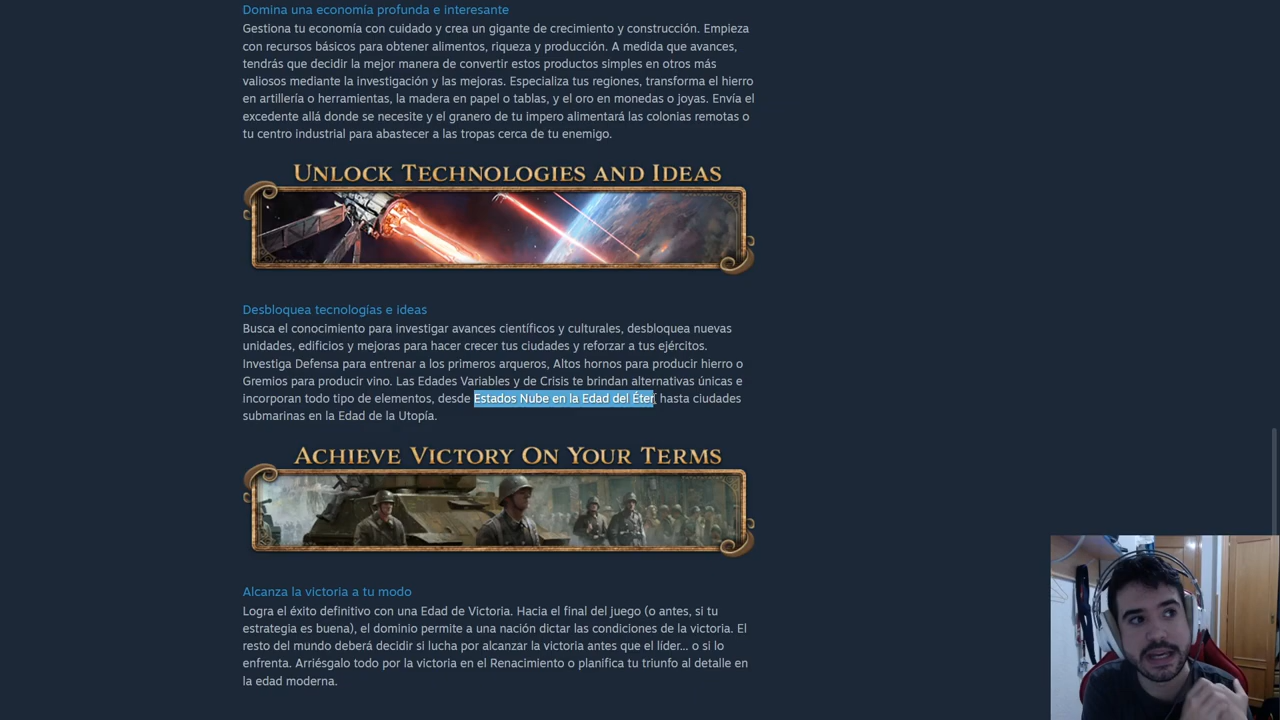 Domina una economía profunda e interesante
Gestiona tu economía con cuidado y crea un gigante de crecimiento y construcción. Empieza
con recursos básicos para obtener alimentos, riqueza y producción. A medida que avances,
tendrás que decidir la mejor manera de convertir estos productos simples en otros más
valiosos mediante la investigación y las mejoras. Especializa tus regiones, transforma el hierro
en artillería o herramientas, la madera en papel o tablas, y el oro en monedas o joyas. Envía el
excedente allá donde se necesite y el granero de tu impero alimentará las colonias remotas o
tu centro industrial para abastecer a las tropas cerca de tu enemigo.
UNLOCK TECHNOLOGIES AND IDEAS
Desbloquea tecnologías e ideas
Busca el conocimiento para investigar avances científicos y culturales, desbloquea nuevas
unidades, edificios y mejoras para hacer crecer tus ciudades y reforzar a tus ejércitos.
Investiga Defensa para entrenar a los primeros arqueros, Altos hornos para producir hierro o
Gremios para producir vino. Las Edades Variables y de Crisis te brindan alternativas únicas e
incorporan todo tipo de elementos, desde Estados Nube en la Edad del Éter hasta ciudades
submarinas en la Edad de la Utopía.
ACHIEVE VICTORY ON YOUR TERMS
Alcanza la victoria a tu modo
Logra el éxito definitivo con una Edad de Victoria. Hacia el final del juego (o antes, si tu
estrategia es buena), el dominio permite a una nación dictar las condiciones de la victoria. El
resto del mundo deberá decidir si lucha por alcanzar la victoria antes que el líder... o si lo
enfrenta. Arriésgalo todo por la victoria en el Renacimiento o planifica tu triunfo al detalle en
la edad moderna.